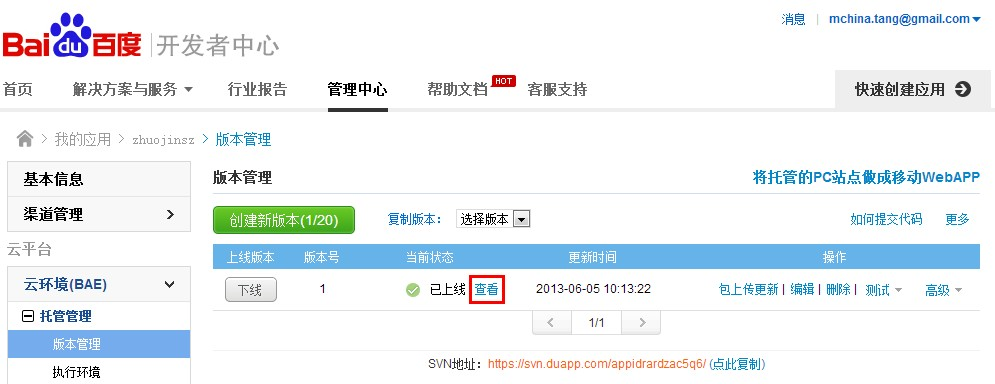 消息 | mchina.tang@gmail.com
Bai du 百度 | 开发者中心
首页 解决方案与服务 行业报告 管理中心 帮助文档 HOT 客服支持 快速创建应用
我的应用 > zhuojinsz > 版本管理
基本信息
渠道管理
云平台
云环境(BAE)
托管管理
版本管理
执行环境
版本管理 将托管的PC站点做成移动WebAPP
创建新版本(1/20) 复制版本: 选择版本 如何提交代码 更多
上线版本 版本号 当前状态 更新时间 操作
下线 1 已上线 查看 2013-06-05 10:13:22 包上传更新 | 编辑 | 删除 | 测试 高级
< 1/1 >
SVN地址: https://svn.duapp.com/appidrardzac5q6/ (点此复制)